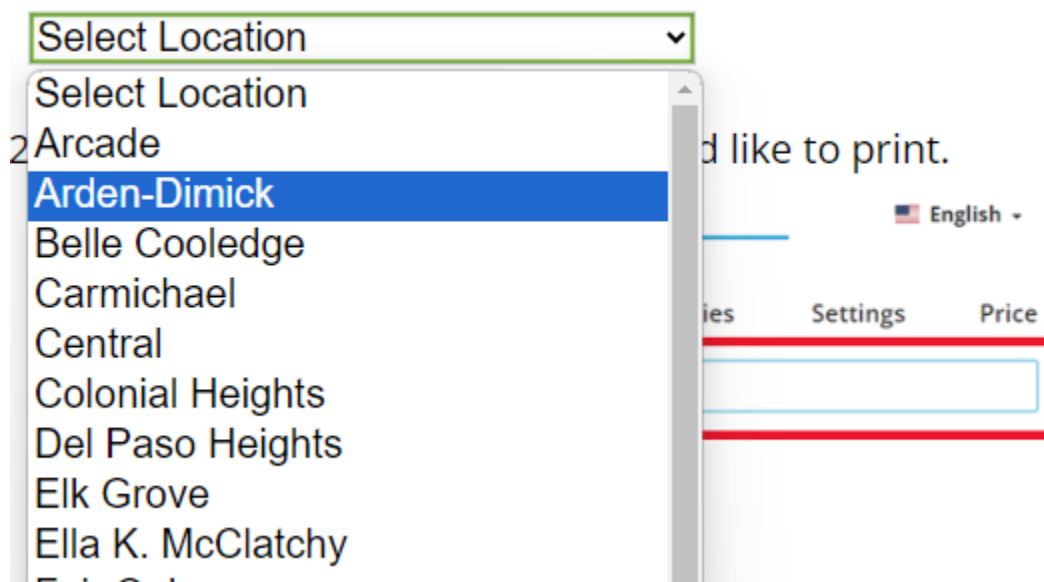 Select Location
Select Location
Arcade
2 d like to print.
Arden-Dimick
English
Belle Cooledge
Carmichael
ies Settings Price
Central
Colonial Heights
Del Paso Heights
Elk Grove
Ella K. McClatchy